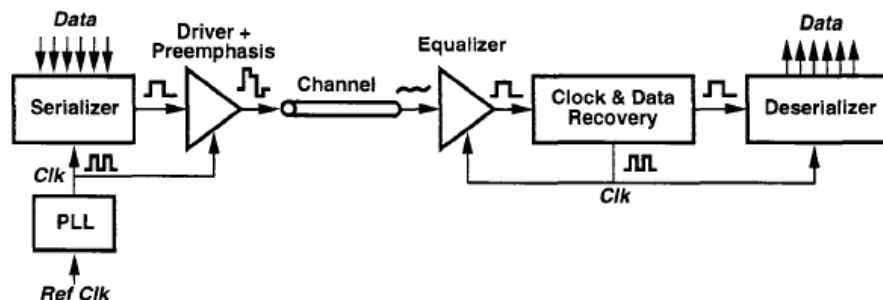 Data
Driver +
Preemphasis
Serializer
Channel
Equalizer
Clock & Data
Recovery
Data
Deserializer
Clk
PLL
Ref Clk
Clk